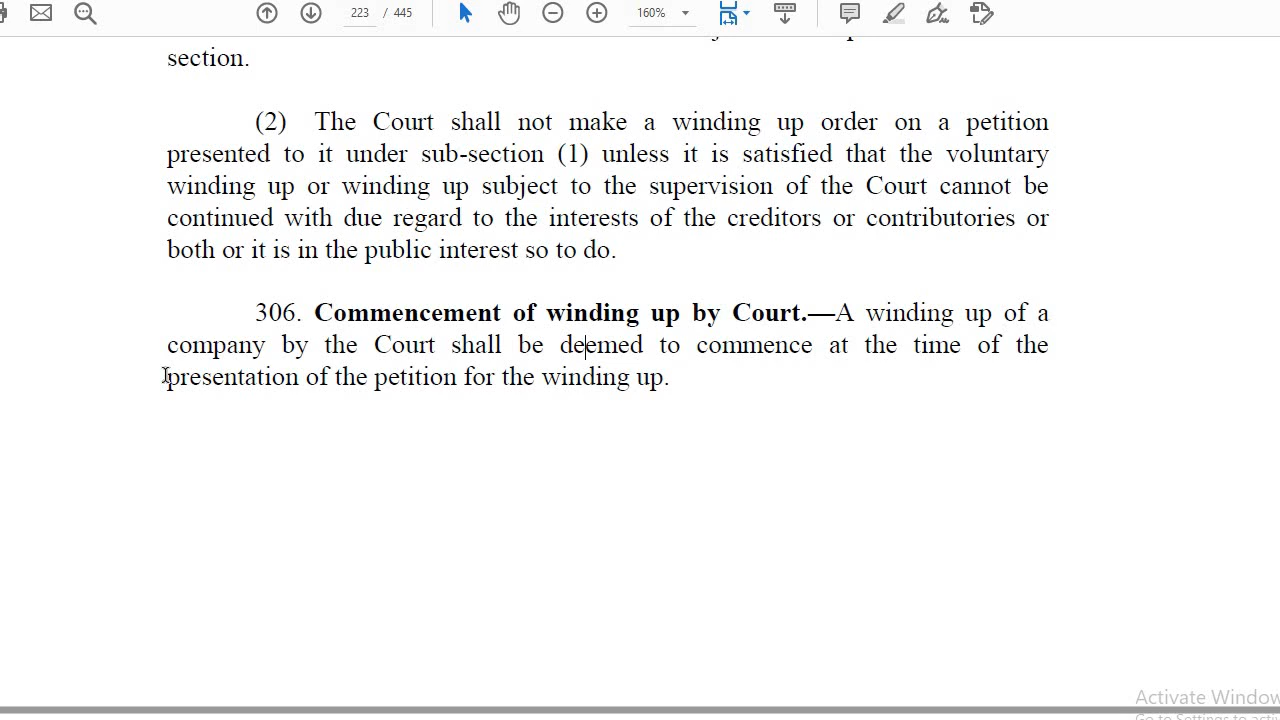 223 / 445 160%
section.
(2) The Court shall not make a winding up order on a petition
presented to it under sub-section (1) unless it is satisfied that the voluntary
winding up or winding up subject to the supervision of the Court cannot be
continued with due regard to the interests of the creditors or contributories or
both or it is in the public interest so to do.
306. Commencement of winding up by Court.—A winding up of a
company by the Court shall be deemed to commence at the time of the
presentation of the petition for the winding up.
Activate Window